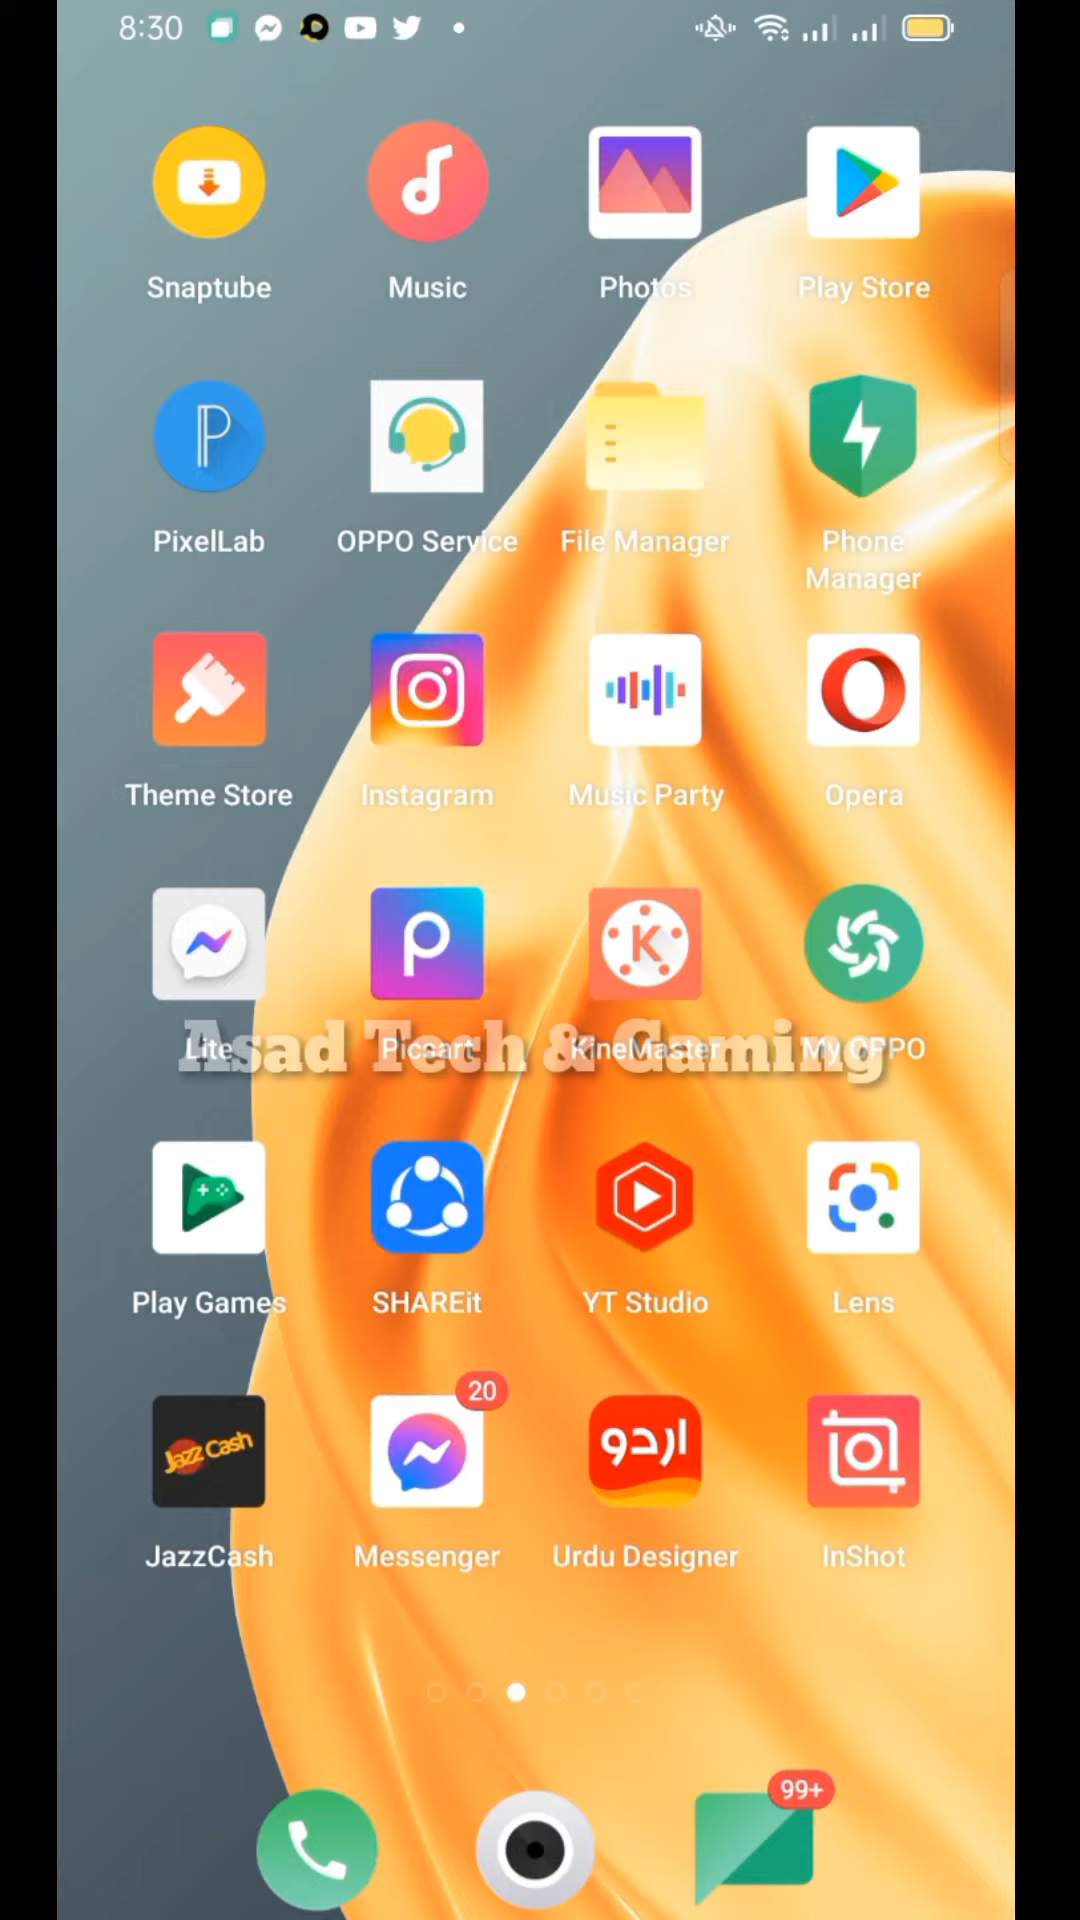 8:30
Snaptube Music Photos Play Store
PixelLab OPPO Service File Manager Phone Manager
Theme Store Instagram Music Party Opera
Lite Picsart KineMaster My OPPO
Asad Tech & Gaming
Play Games SHAREit YT Studio Lens
20
Jazz Cash
اردو
JazzCash Messenger Urdu Designer InShot
99+